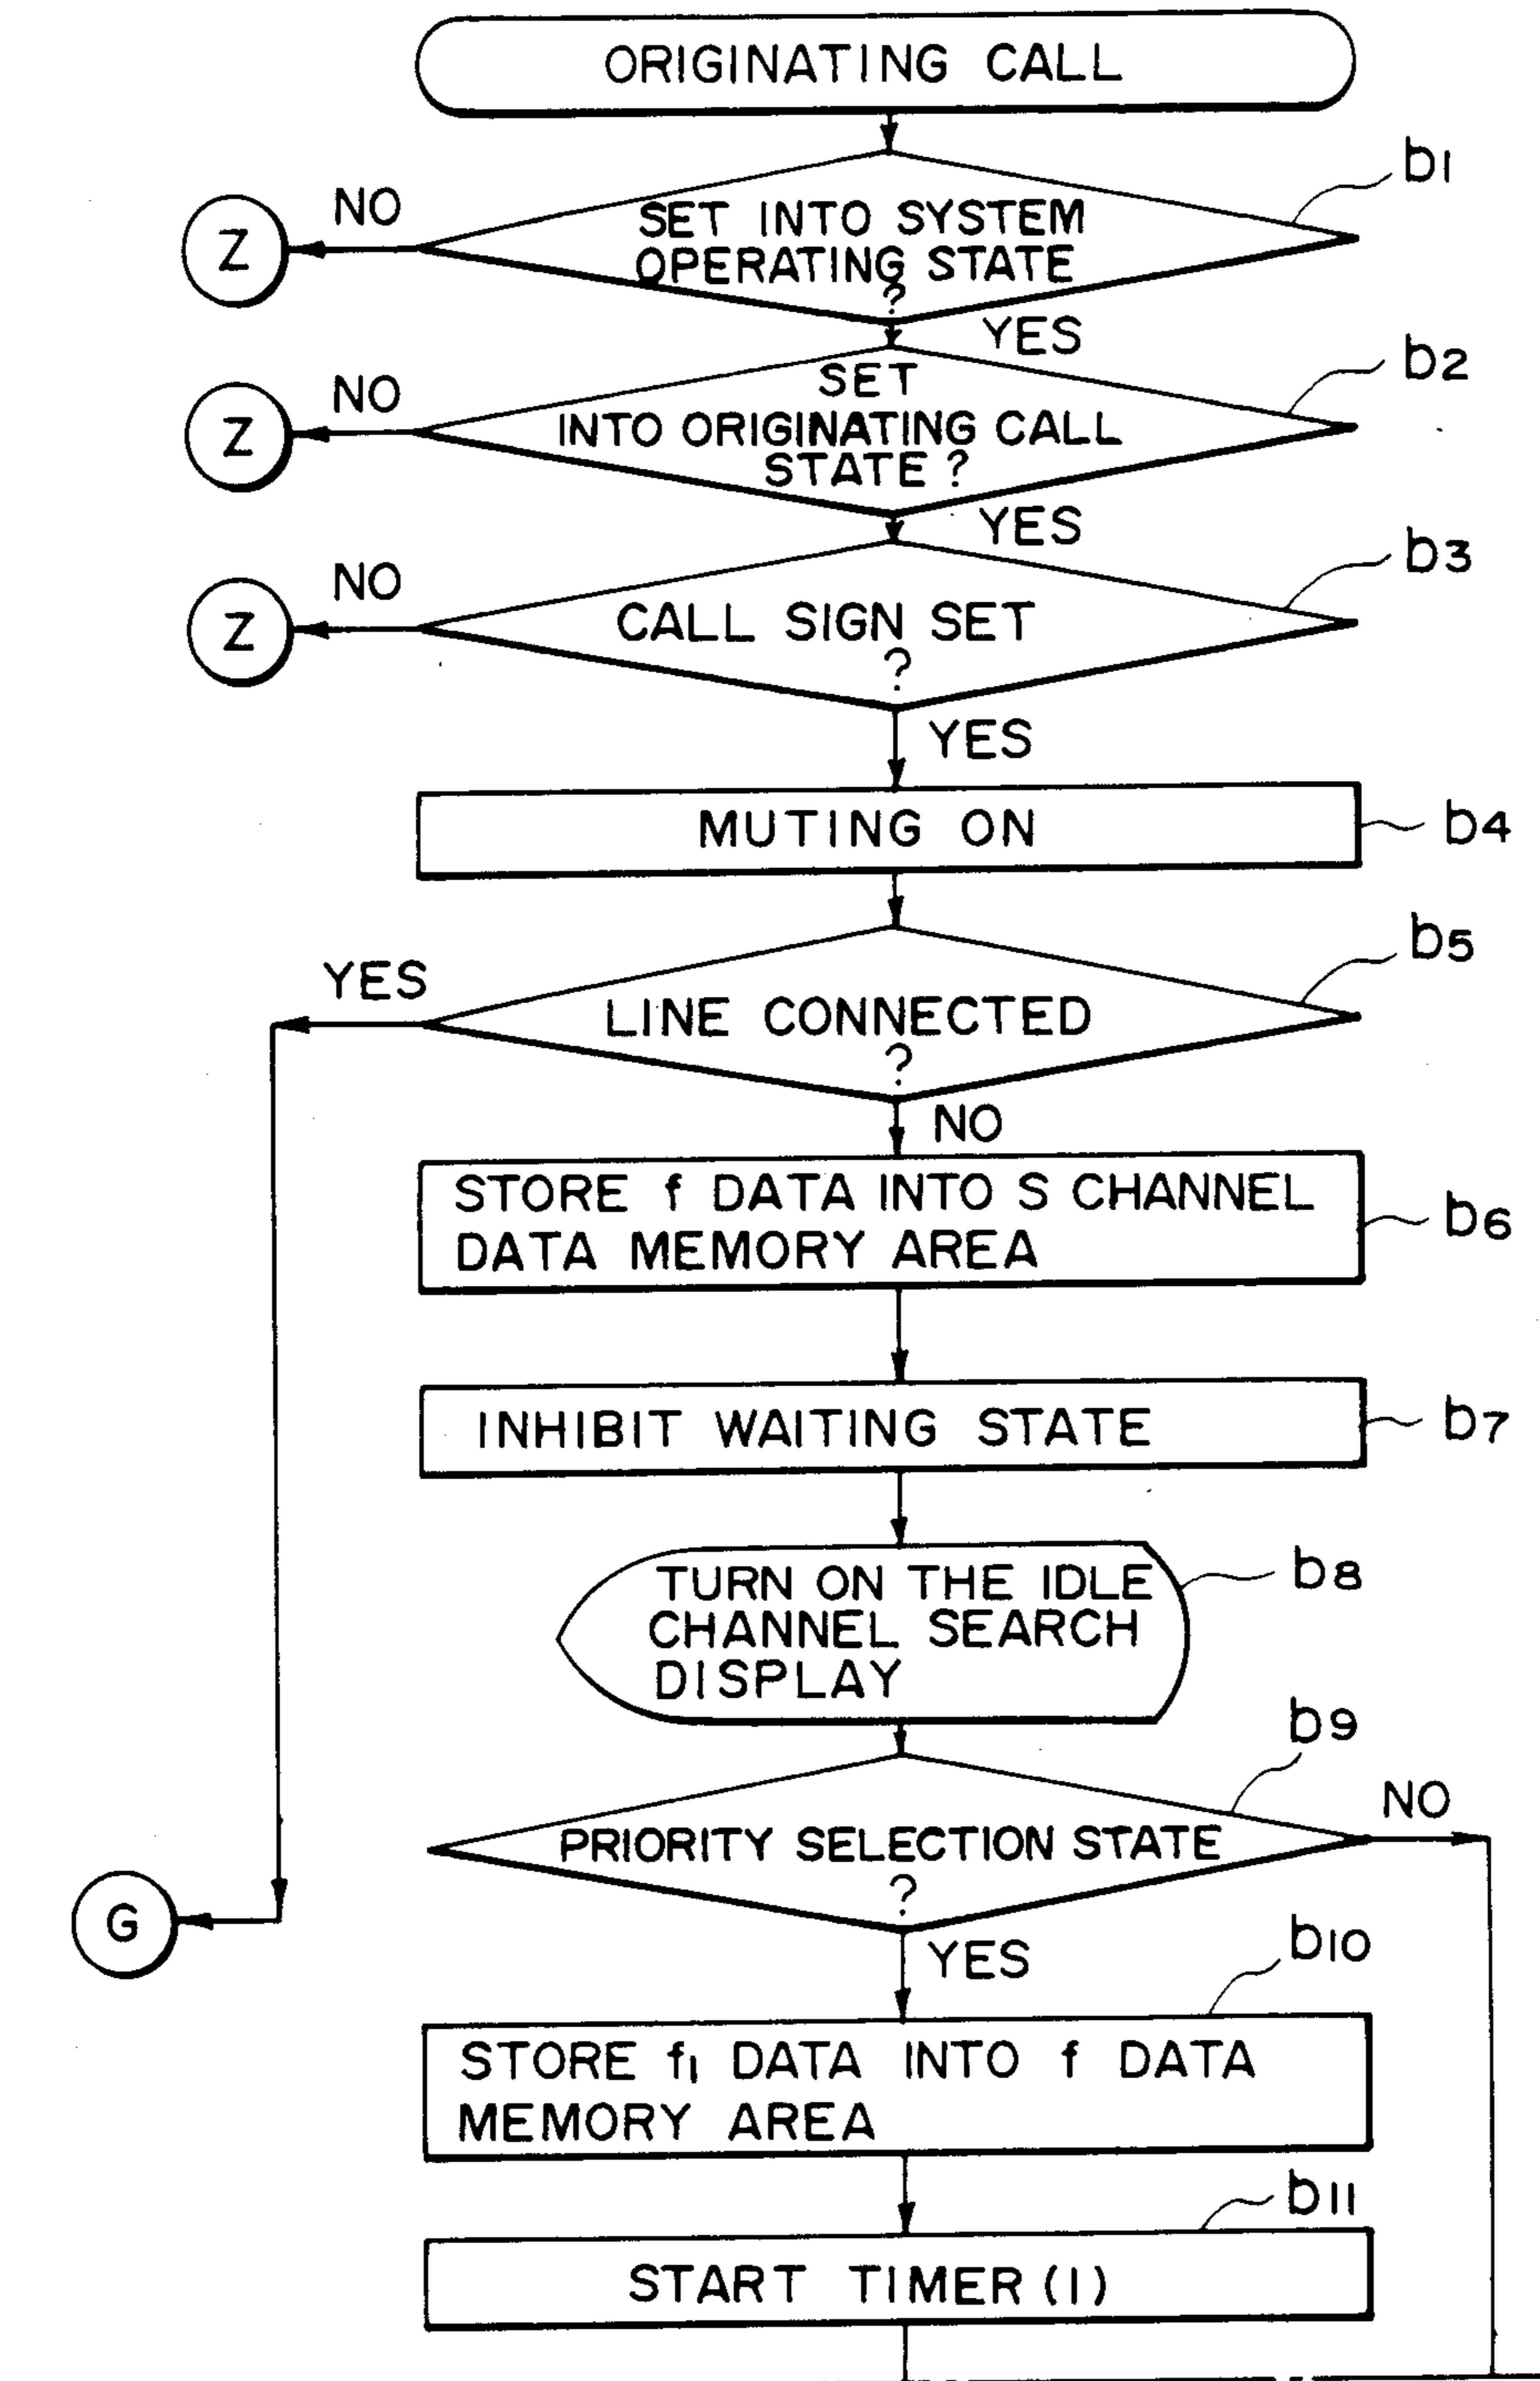 ORIGINATING CALL
b1
NO
Z
SET INTO SYSTEM
OPERATING STATE
?
YES
b2
NO
Z
SET
INTO ORIGINATING CALL
STATE ?
YES
b3
NO
Z
CALL SIGN SET
?
YES
MUTING ON
b4
b5
YES
LINE CONNECTED
?
NO
STORE f DATA INTO S CHANNEL
DATA MEMORY AREA
b6
INHIBIT WAITING STATE
b7
TURN ON THE IDLE
CHANNEL SEARCH
DISPLAY
b8
b9
NO
PRIORITY SELECTION STATE
?
G
YES
b10
STORE f1 DATA INTO f DATA
MEMORY AREA
b11
START TIMER (1)